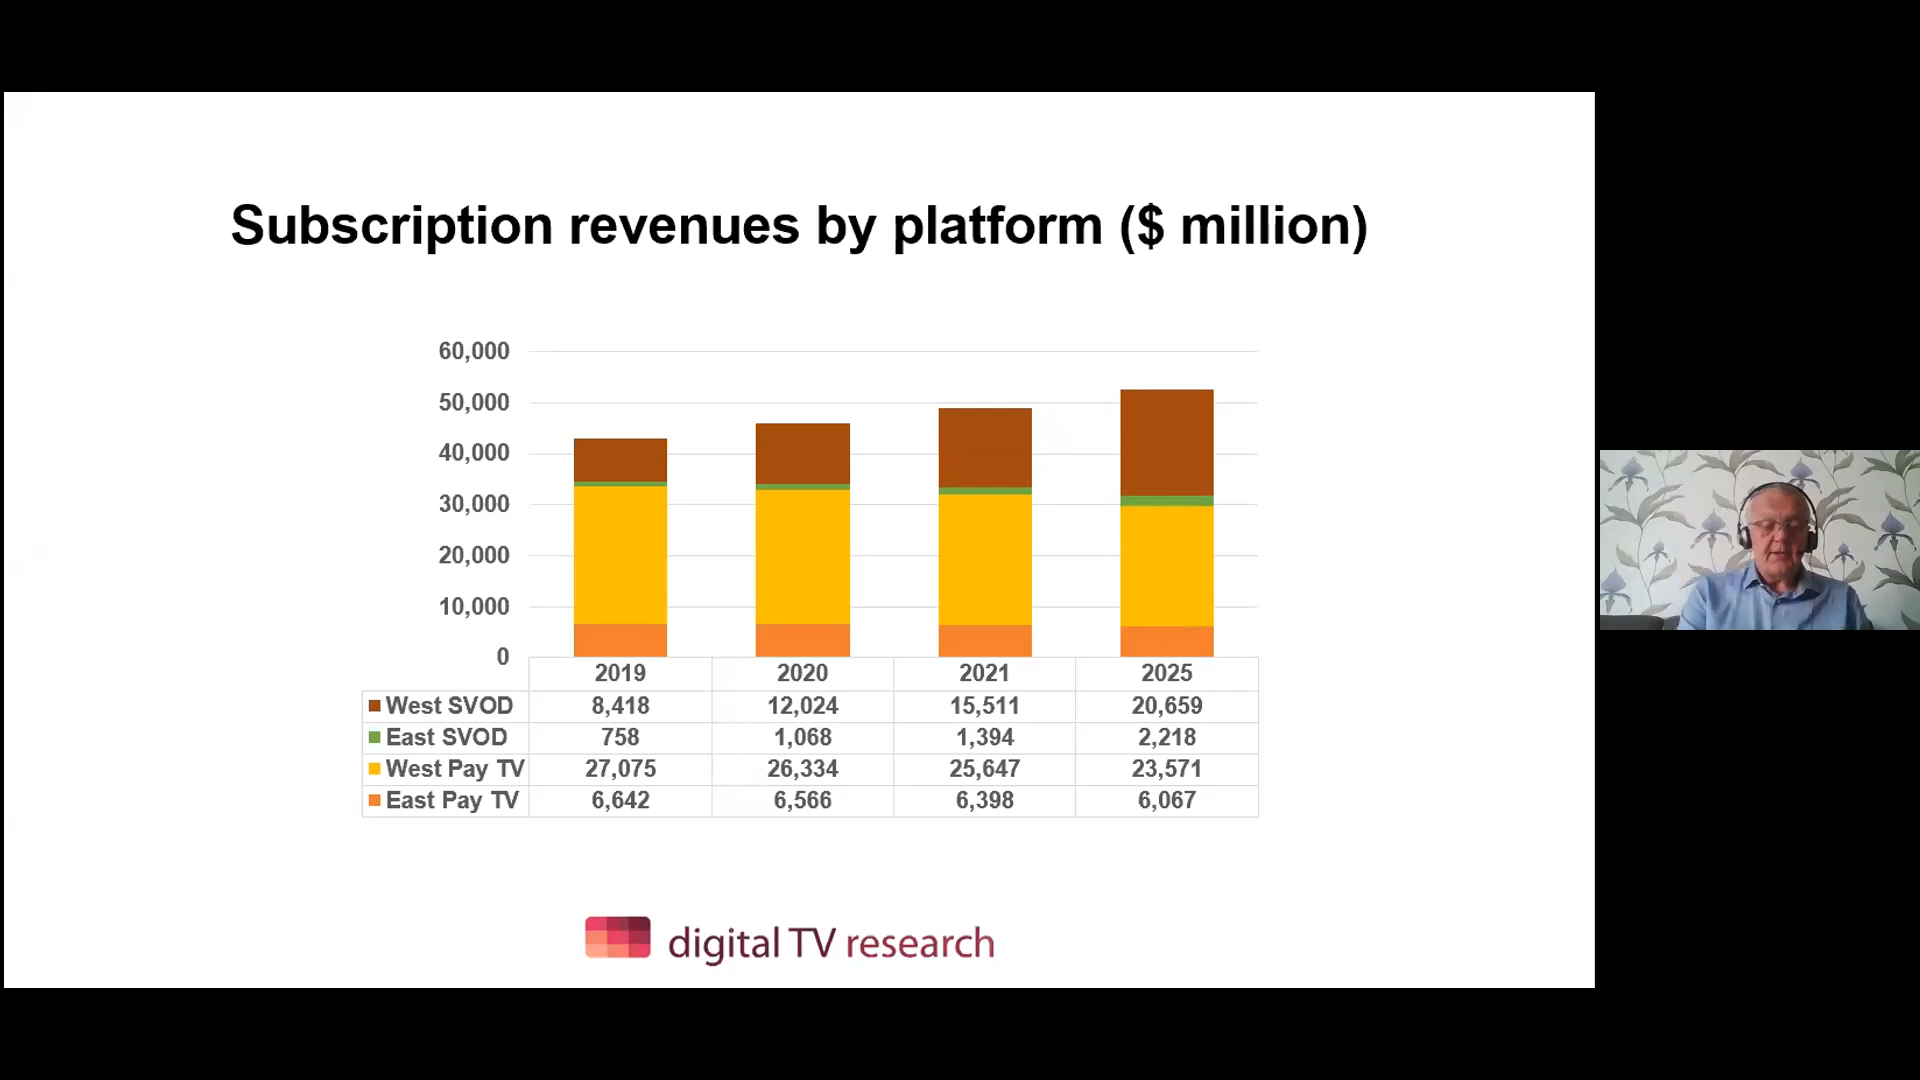 Subscription revenues by platform ($ million)
60,000
50,000
40,000
30,000
20,000
10,000
0
2019 2020 2021 2025
West SVOD 8,418 12,024 15,511 20,659
East SVOD 758 1,068 1,394 2,218
West Pay TV 27,075 26,334 25,647 23,571
East Pay TV 6,642 6,566 6,398 6,067
digital TV research